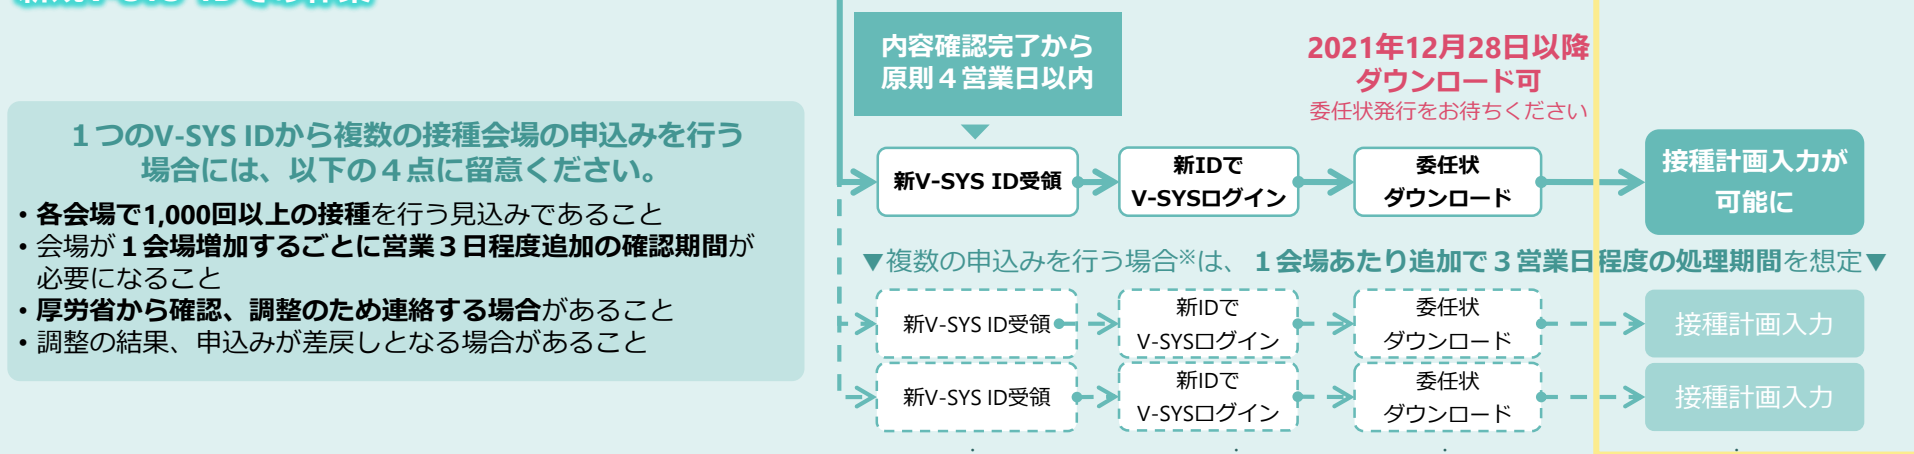 １つのV-SYS IDから複数の接種会場の申込みを行う
場合には、以下の４点に留意ください。
・各会場で1,000回以上の接種を行う見込みであること
・会場が１会場増加するごとに営業３日程度追加の確認期間が
必要になること
・厚労省から確認、調整のため連絡する場合があること
・調整の結果、申込みが差戻しとなる場合があること
内容確認完了から
原則４営業日以内
2021年12月28日以降
ダウンロード可
委任状発行をお待ちください
新V-SYS ID受領
新IDで
V-SYSログイン
委任状
ダウンロード
接種計画入力が
可能に
▼複数の申込みを行う場合※は、１会場あたり追加で３営業日程度の処理期間を想定▼
新V-SYS ID受領
新IDで
V-SYSログイン
委任状
ダウンロード
接種計画入力
新V-SYS ID受領
新IDで
V-SYSログイン
委任状
ダウンロード
接種計画入力